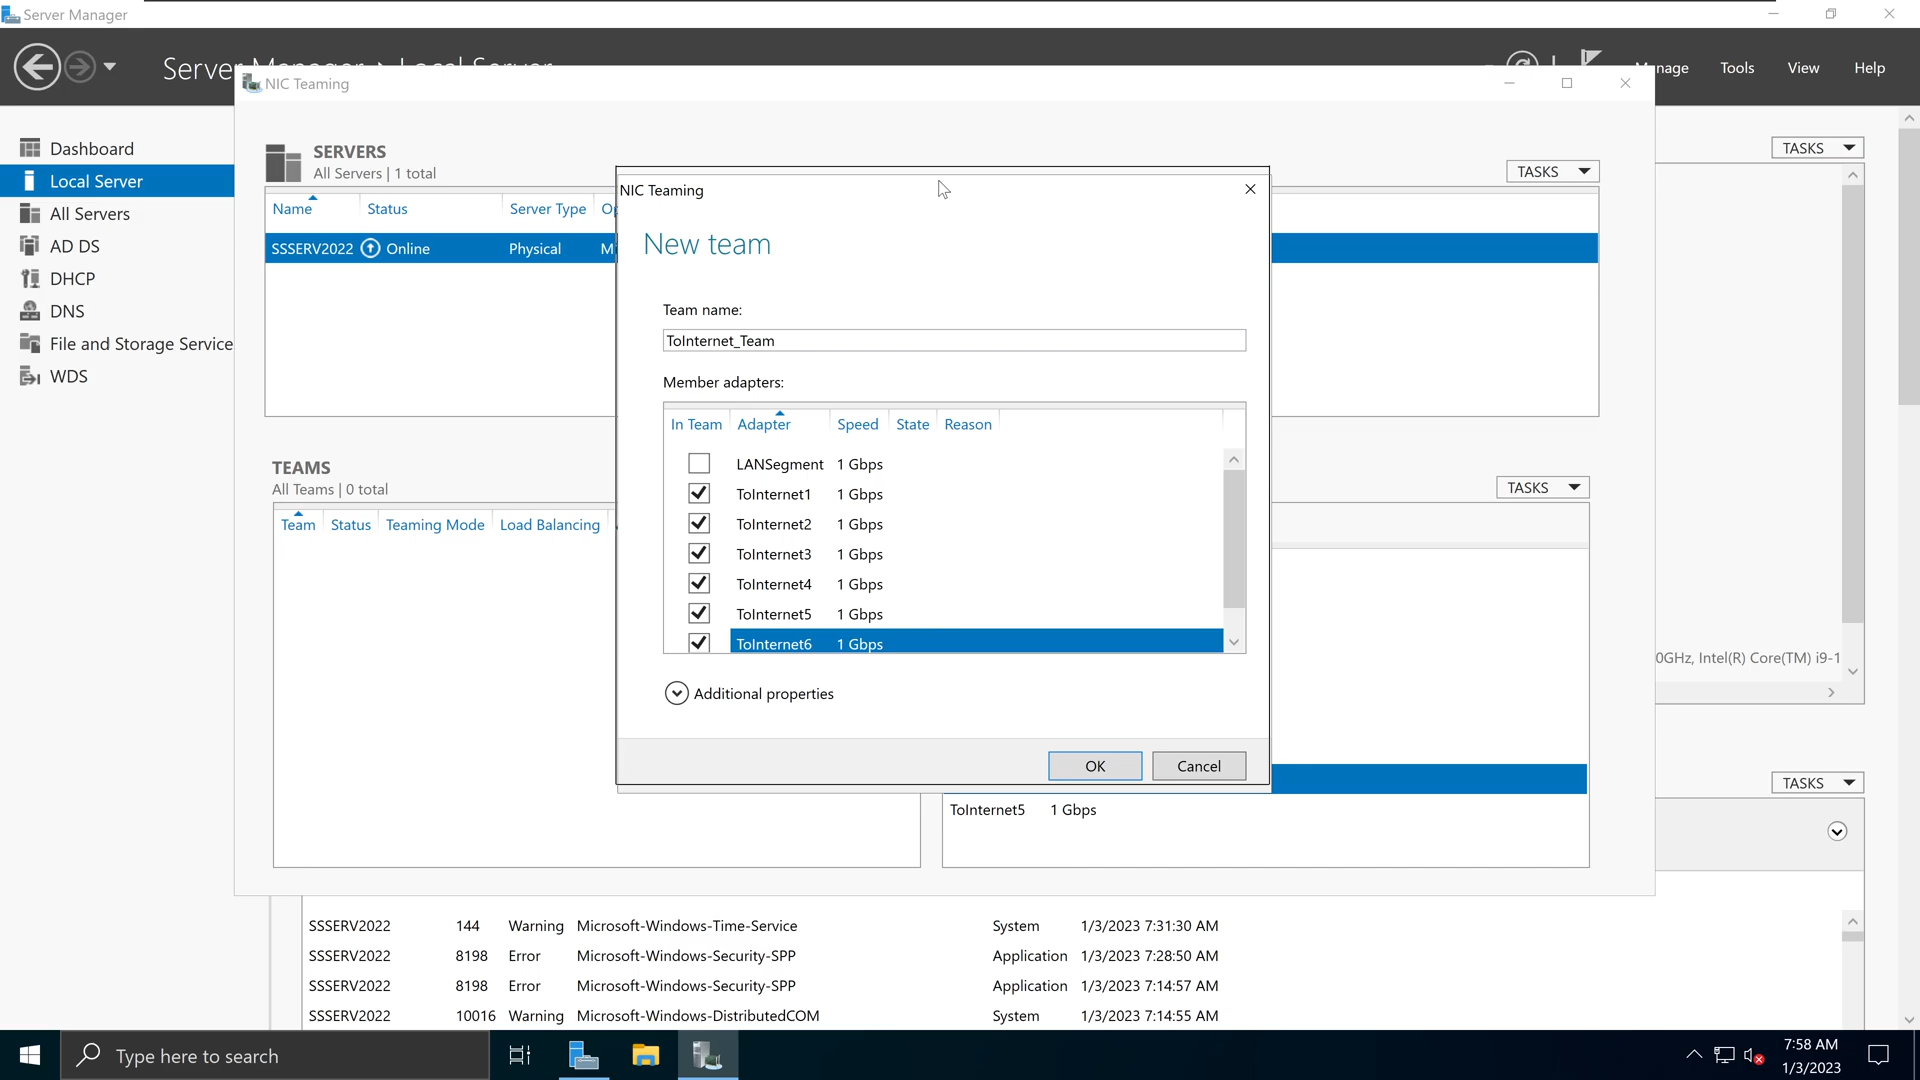 Server Manager
Server Manager • Local Server
Manage
Tools
View
Help
NIC Teaming
Dashboard
Local Server
All Servers
AD DS
DHCP
DNS
File and Storage Service
WDS
SERVERS
All Servers | 1 total
TASKS
Name Status Server Type Op
SSSERV2022 Online Physical M
TASKS
NIC Teaming
New team
Team name:
ToInternet_Team
Member adapters:
In Team Adapter Speed State Reason
LANSegment 1 Gbps
ToInternet1 1 Gbps
ToInternet2 1 Gbps
ToInternet3 1 Gbps
ToInternet4 1 Gbps
ToInternet5 1 Gbps
ToInternet6 1 Gbps
Additional properties
OK
Cancel
TEAMS
All Teams | 0 total
TASKS
Team Status Teaming Mode Load Balancing
0GHz, Intel(R) Core(TM) i9-1
TASKS
ToInternet5 1 Gbps
SSSERV2022 144 Warning Microsoft-Windows-Time-Service System 1/3/2023 7:31:30 AM
SSSERV2022 8198 Error Microsoft-Windows-Security-SPP Application 1/3/2023 7:28:50 AM
SSSERV2022 8198 Error Microsoft-Windows-Security-SPP Application 1/3/2023 7:14:57 AM
SSSERV2022 10016 Warning Microsoft-Windows-DistributedCOM System 1/3/2023 7:14:55 AM
Type here to search
7:58 AM
1/3/2023